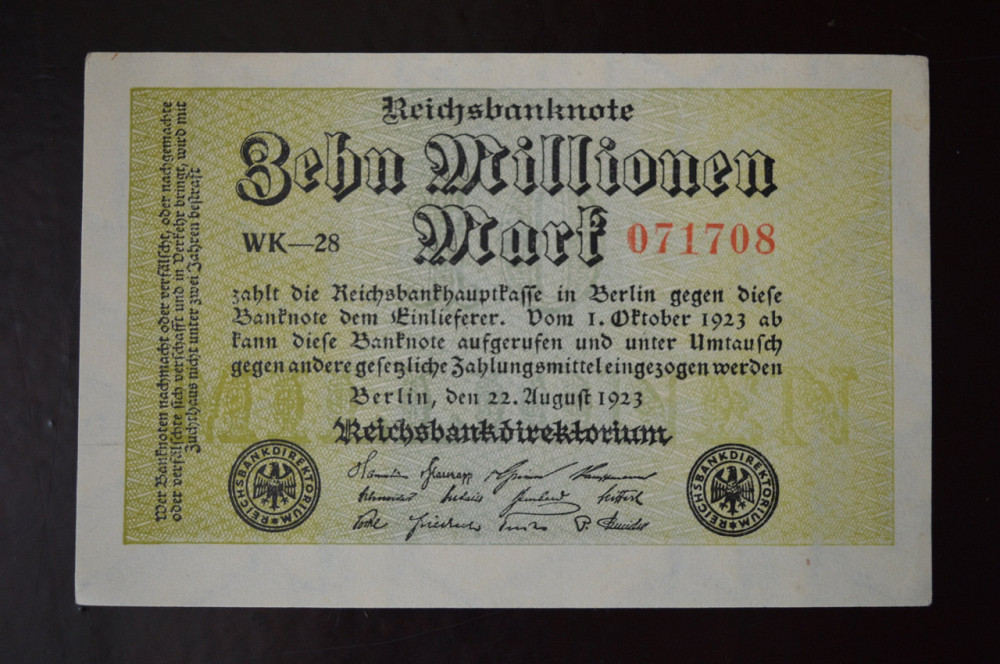 Reichsbanknote
Zehn Millionen
Mark
WK—28
071708
zahlt die Reichsbankhauptkasse in Berlin gegen diese
Banknote dem Einlieferer. Vom 1. Oktober 1923 ab
kann diese Banknote aufgerufen und unter Umtausch
gegen andere gesetzliche Zahlungsmittel eingezogen werden
Berlin, den 22. August 1923
Reichsbankdirektorium
REICHSBANKDIREKTORIUM
REICHSBANKDIREKTORIUM
Wer Banknoten nachmacht oder verfälscht, oder nachgemachte
oder verfälschte sich verschafft und in Verkehr bringt, wird mit
Zuchthaus nicht unter zwei Jahren bestraft